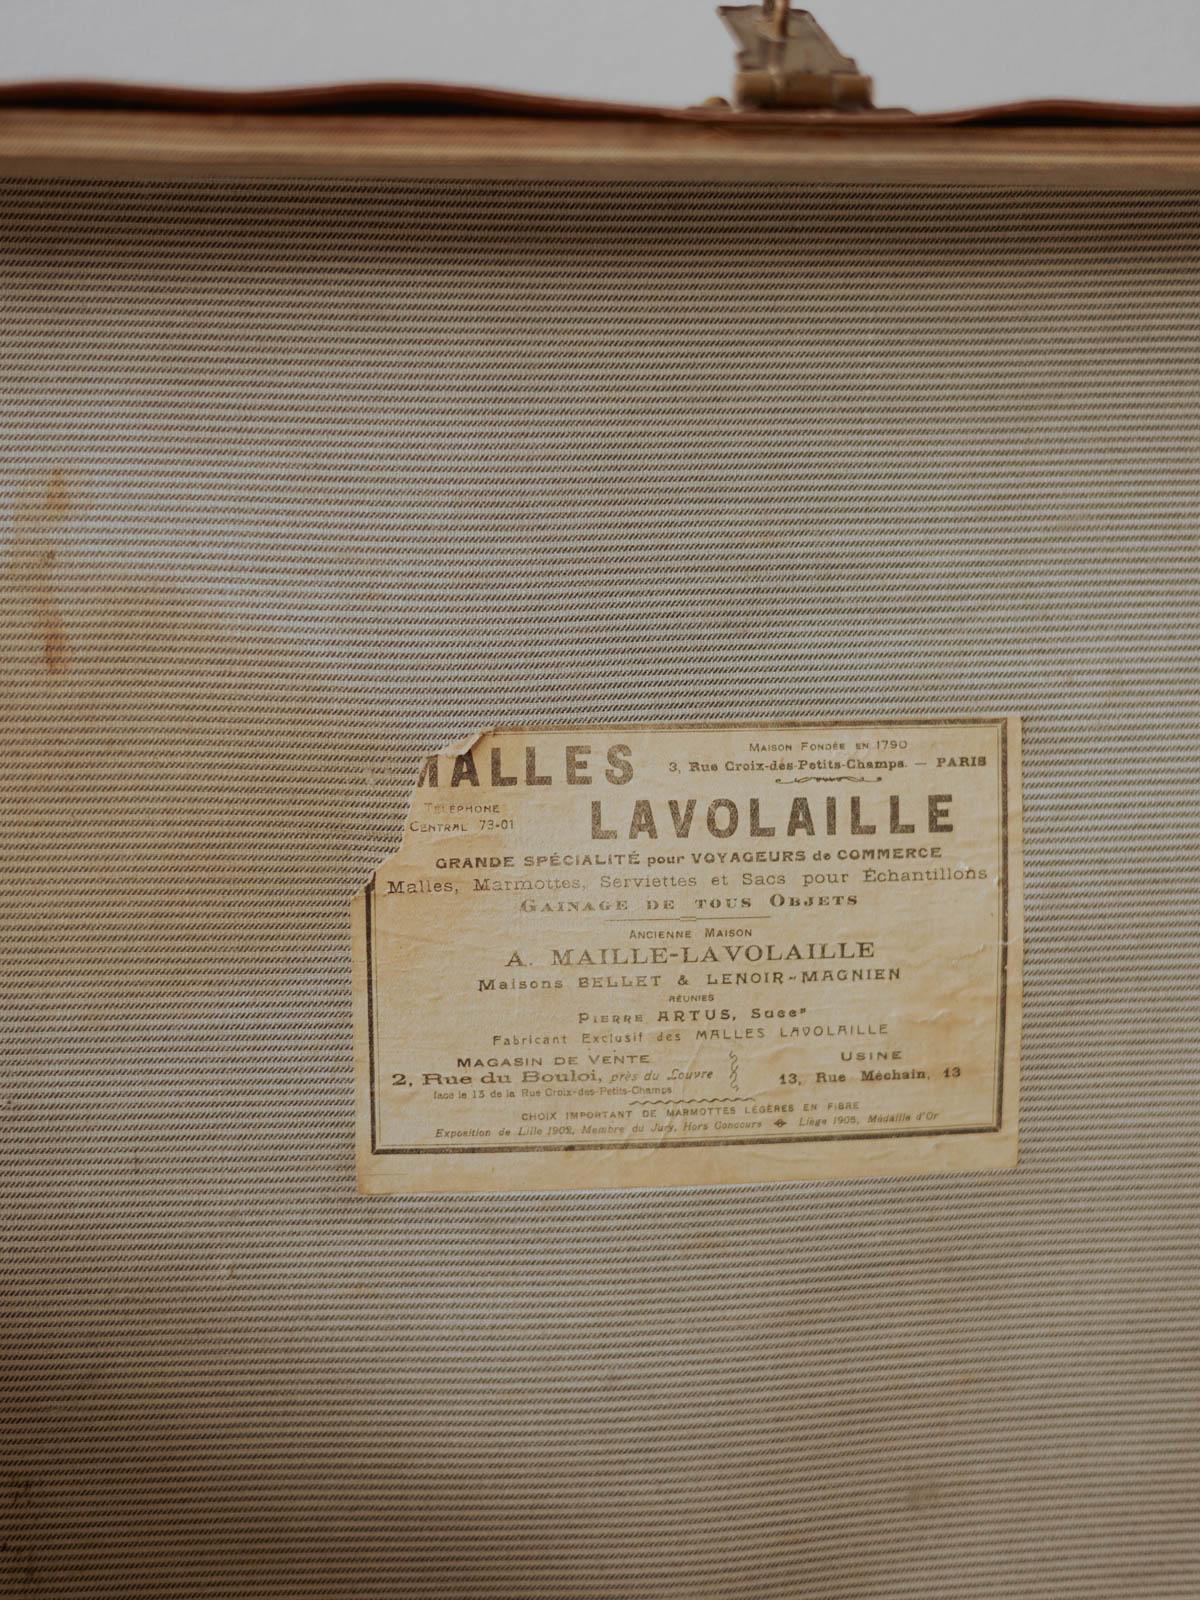 MALLES
MAISON FONDÉE EN 1790
3, Rue Croix-des-Petits-Champs. — PARIS
TÉLÉPHONE
CENTRAL 73-01
LAVOLAILLE
GRANDE SPÉCIALITÉ pour VOYAGEURS de COMMERCE
Malles, Marmottes, Serviettes et Sacs pour Échantillons
GAINAGE DE TOUS OBJETS
ANCIENNE MAISON
A. MAILLE-LAVOLAILLE
Maisons BELLET & LENOIR-MAGNIEN
RÉUNIES
PIERRE ARTUS, Succr
Fabricant Exclusif des MALLES LAVOLAILLE
MAGASIN DE VENTE
2, Rue du Bouloi, près du Louvre
face le 13 de la Rue Croix-des-Petits-Champs
USINE
13, Rue Méchain, 13
CHOIX IMPORTANT DE MARMOTTES LÉGÈRES EN FIBRE
Exposition de Lille 1902, Membre du Jury, Hors Concours Liège 1905, Médaille d'Or